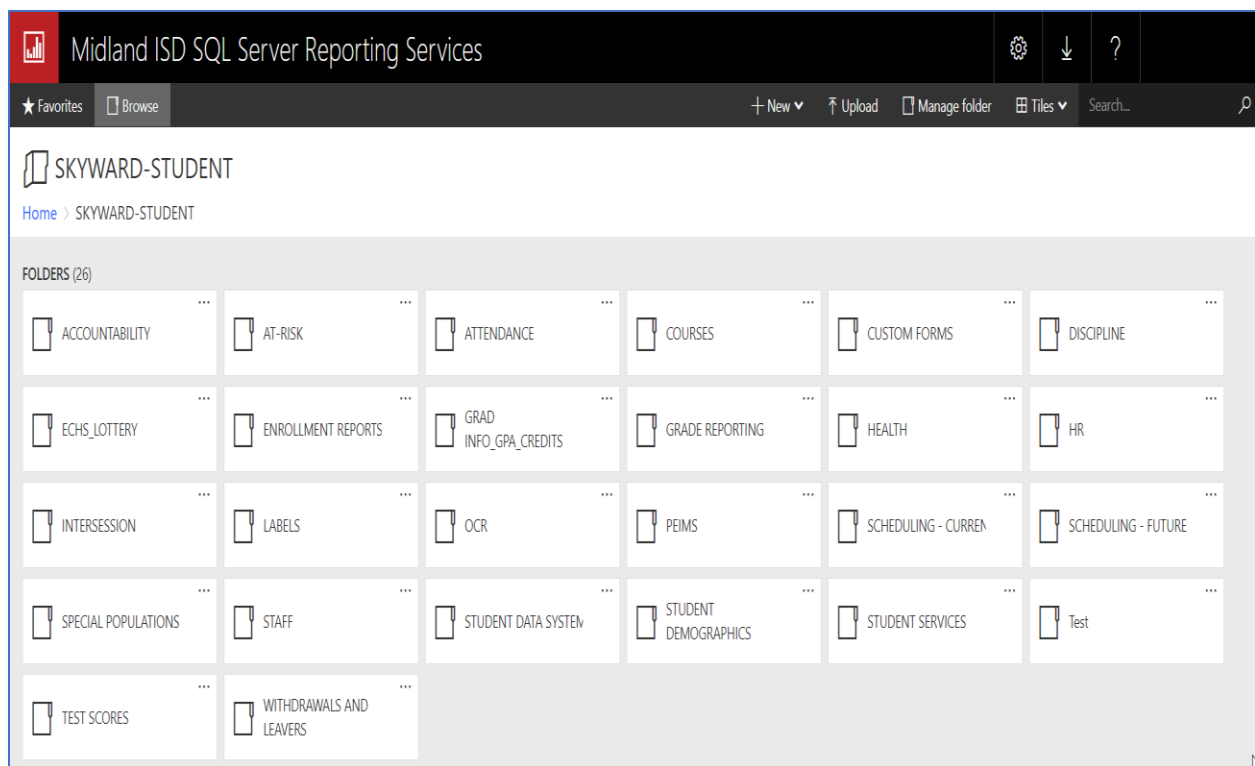 Midland ISD SQL Server Reporting Services
?
Favorites Browse New Upload Manage folder Tiles Search...
SKYWARD-STUDENT
Home > SKYWARD-STUDENT
FOLDERS (26)
ACCOUNTABILITY
AT-RISK
ATTENDANCE
COURSES
CUSTOM FORMS
DISCIPLINE
ECHS_LOTTERY
ENROLLMENT REPORTS
GRAD
INFO_GPA_CREDITS
GRADE REPORTING
HEALTH
HR
INTERSESSION
LABELS
OCR
PEIMS
SCHEDULING - CURREN
SCHEDULING - FUTURE
SPECIAL POPULATIONS
STAFF
STUDENT DATA SYSTEM
STUDENT
DEMOGRAPHICS
STUDENT SERVICES
Test
TEST SCORES
WITHDRAWALS AND
LEAVERS